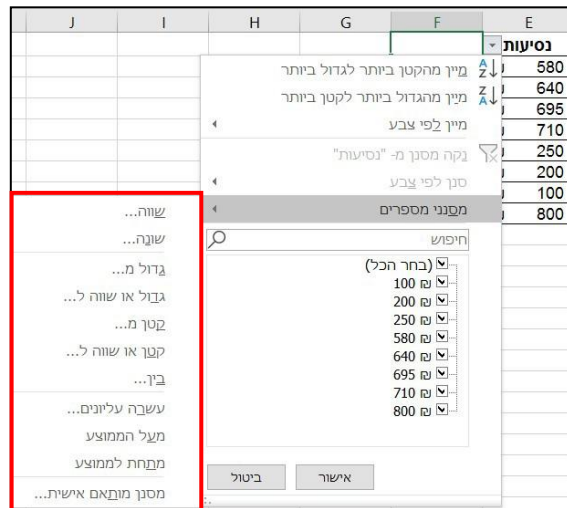 E F G H I J
נסיעות
580
640
695
710
250
200
100
800
מיין מהקטן ביותר לגדול ביותר
מיין מהגדול ביותר לקטן ביותר
מיין לפי צבע
נקה מסנן מ- "נסיעות"
סנן לפי צבע
מסנני מספרים
חיפוש
(בחר הכל)
100 ₪
200 ₪
250 ₪
580 ₪
640 ₪
695 ₪
710 ₪
800 ₪
אישור ביטול
שווה...
שונה...
גדול מ...
גדול או שווה ל...
קטן מ...
קטן או שווה ל...
בין...
עשרה עליונים...
מעל הממוצע
מתחת לממוצע
מסנן מותאם אישית...